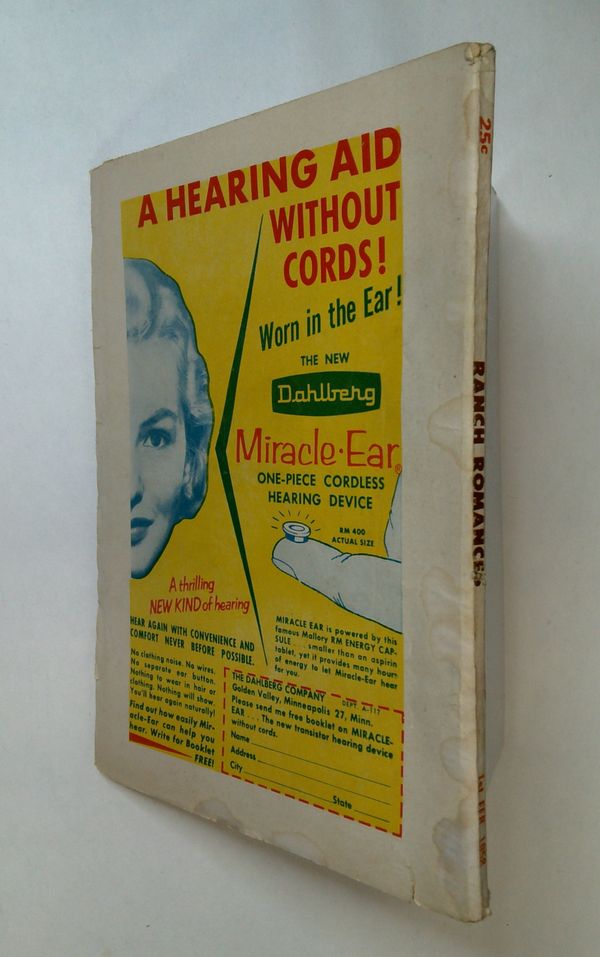 A HEARING AID
WITHOUT
CORDS!
Worn in the Ear!
THE NEW
Dahlberg
Miracle-Ear®
ONE-PIECE CORDLESS
HEARING DEVICE
RM 400
ACTUAL SIZE
A thrilling
NEW KIND of hearing
HEAR AGAIN WITH CONVENIENCE AND
COMFORT NEVER BEFORE POSSIBLE.
No clothing noise. No wires.
No separate ear button.
Nothing to wear in hair or
clothing. Nothing will show.
You'll hear again naturally!
Find out how easily Mir-
acle-Ear can help you
hear. Write for Booklet
FREE!
MIRACLE EAR is powered by this
famous Mallory RM ENERGY CAP-
SULE . . . smaller than an aspirin
tablet, yet it provides many hours
of energy to let Miracle-Ear hear
for you.
THE DAHLBERG COMPANY DEPT A-117
Golden Valley, Minneapolis 27, Minn.
Please send me free booklet on MIRACLE-
EAR . . . The new transistor hearing device
without cords.
Name
Address
City
State
25c
RANCH ROMANCES
1st FEB.